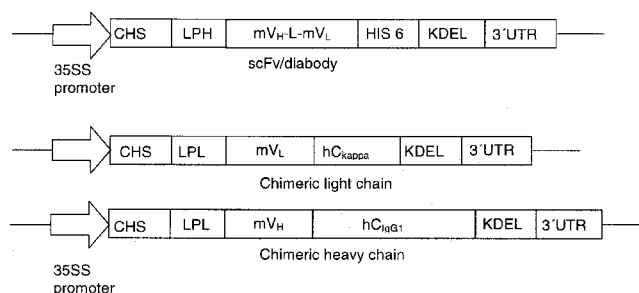 CHS LPH mVH-L-mVL HIS 6 KDEL 3´UTR
35SS
promoter
scFv/diabody
CHS LPL mVL hCkappa KDEL 3´UTR
Chimeric light chain
CHS LPL mVH hCIgG1 KDEL 3´UTR
35SS
promoter
Chimeric heavy chain